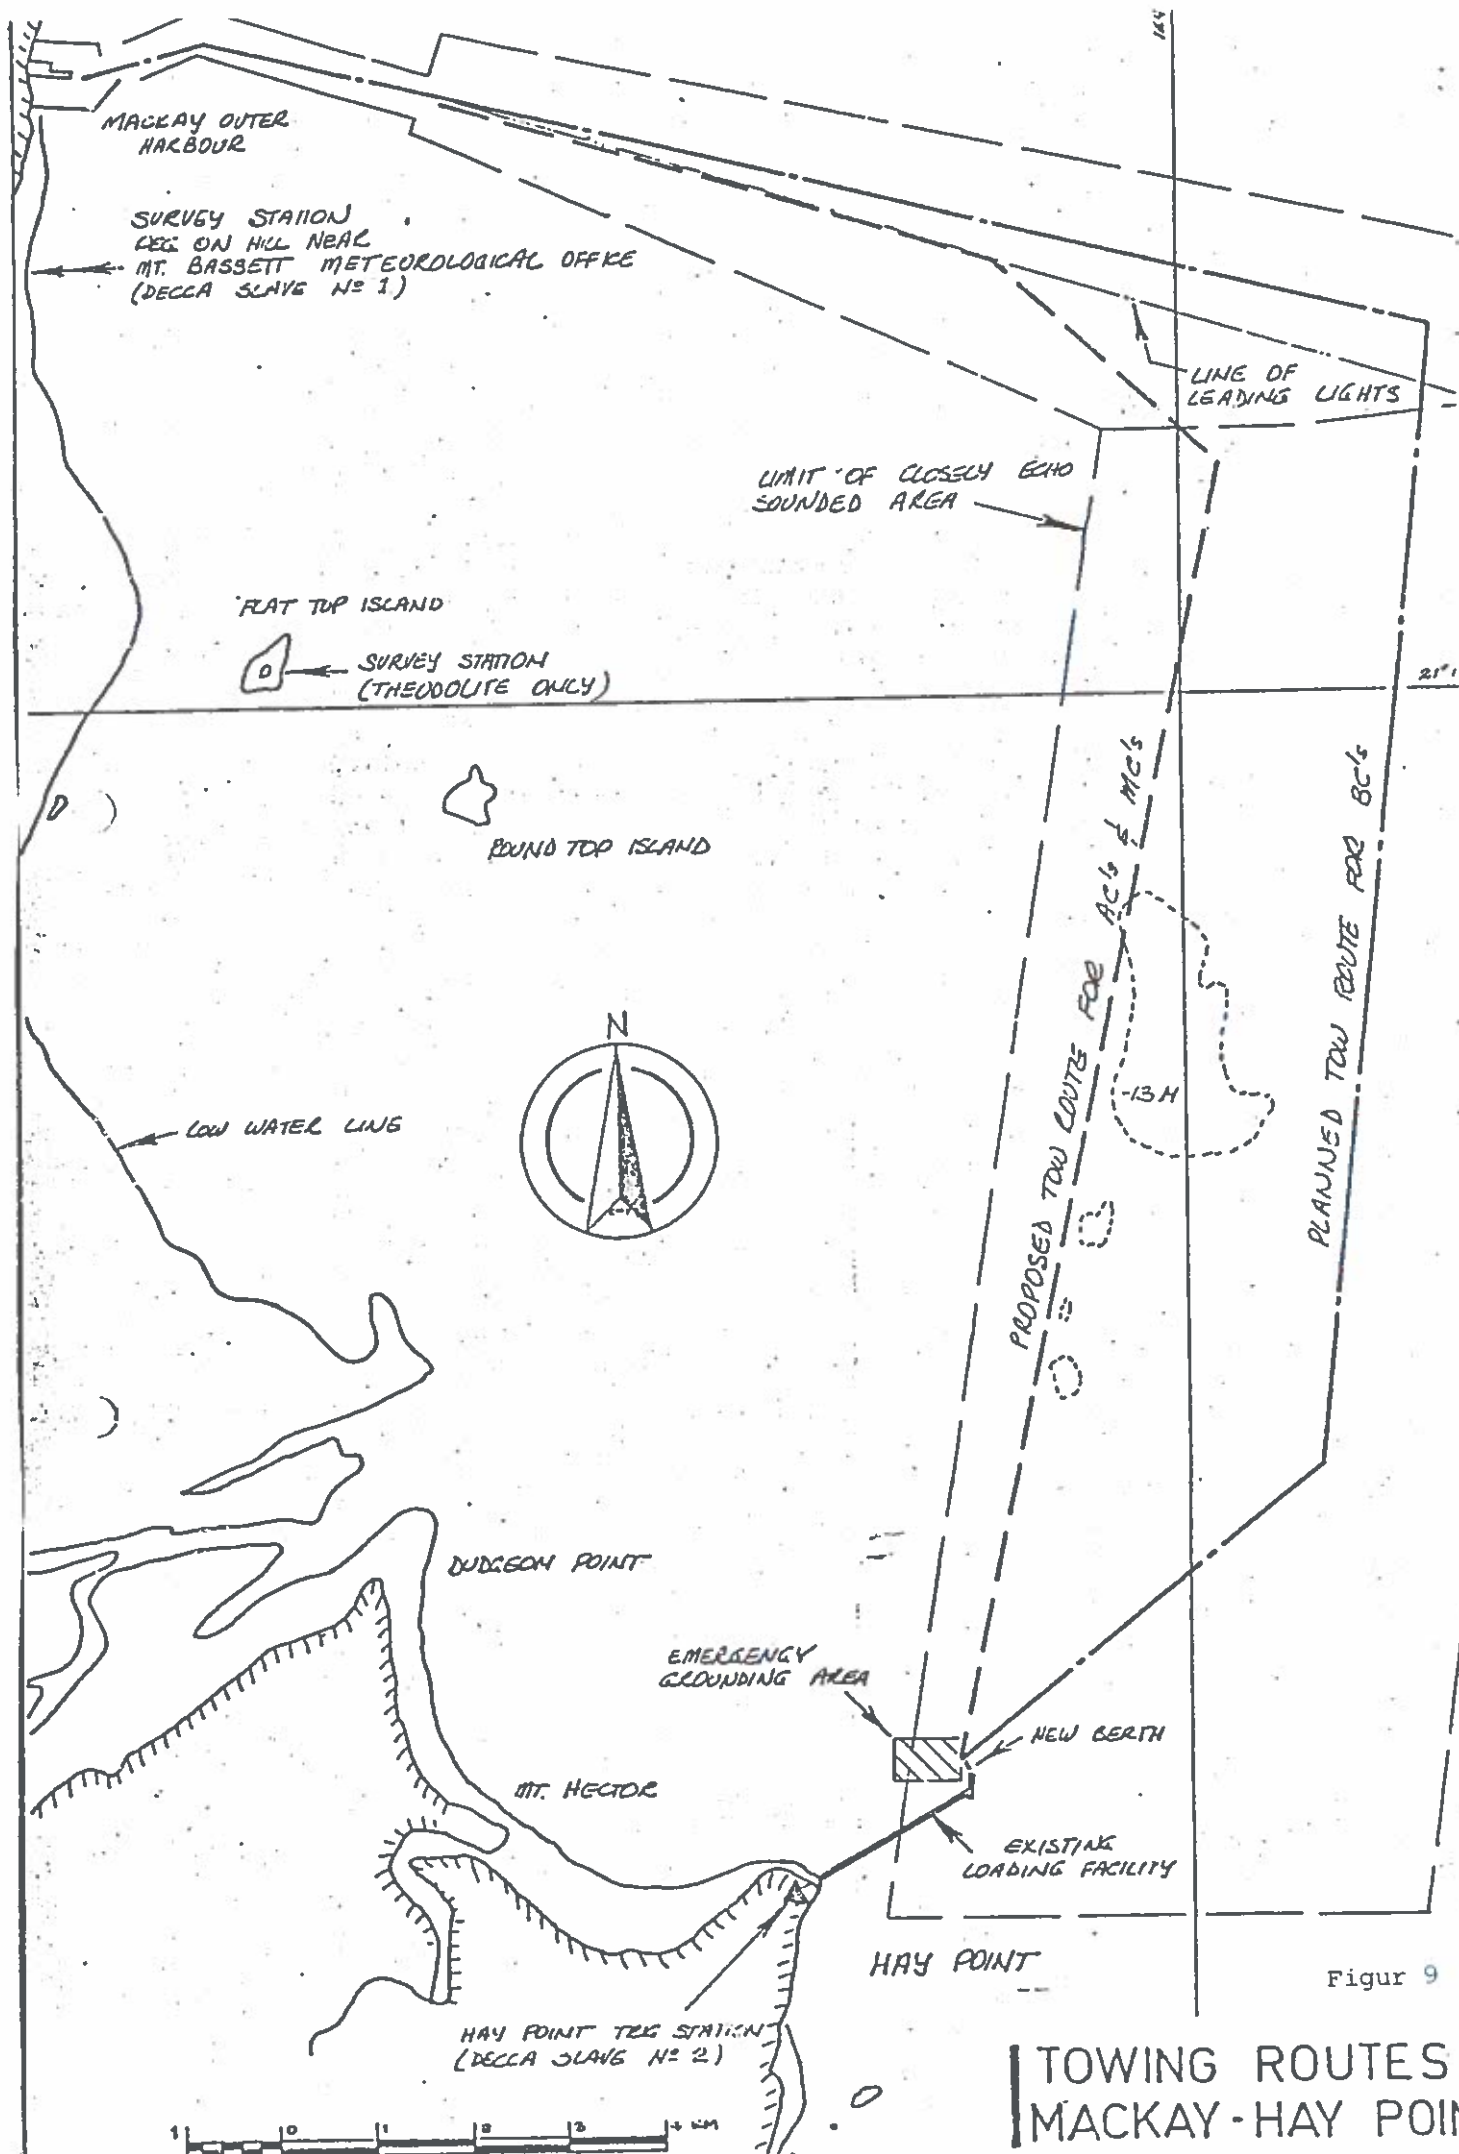 MACKAY OUTER
HARBOUR
SURVEY STATION
ON HILL NEAR
MT. BASSETT METEOROLOGICAL OFFICE
(DECCA SLAVE Nº 1)
LINE OF
LEADING LIGHTS
LIMIT OF CLOSELY ECHO
SOUNDED AREA
FLAT TOP ISLAND
SURVEY STATION
(THEODOLITE ONLY)
21°1
ROUND TOP ISLAND
PROPOSED TOW ROUTE FOR AC's & MC's
PLANNED TOW ROUTE FOR BC's
N
-13 M
LOW WATER LINE
DUDGEON POINT
EMERGENCY
GROUNDING AREA
NEW BERTH
MT. HECTOR
EXISTING
LOADING FACILITY
HAY POINT
Figur 9
HAY POINT TRIG STATION
(DECCA SLAVE Nº 2)
1 0 1 2 3 4 KM
TOWING ROUTES
MACKAY-HAY POIN